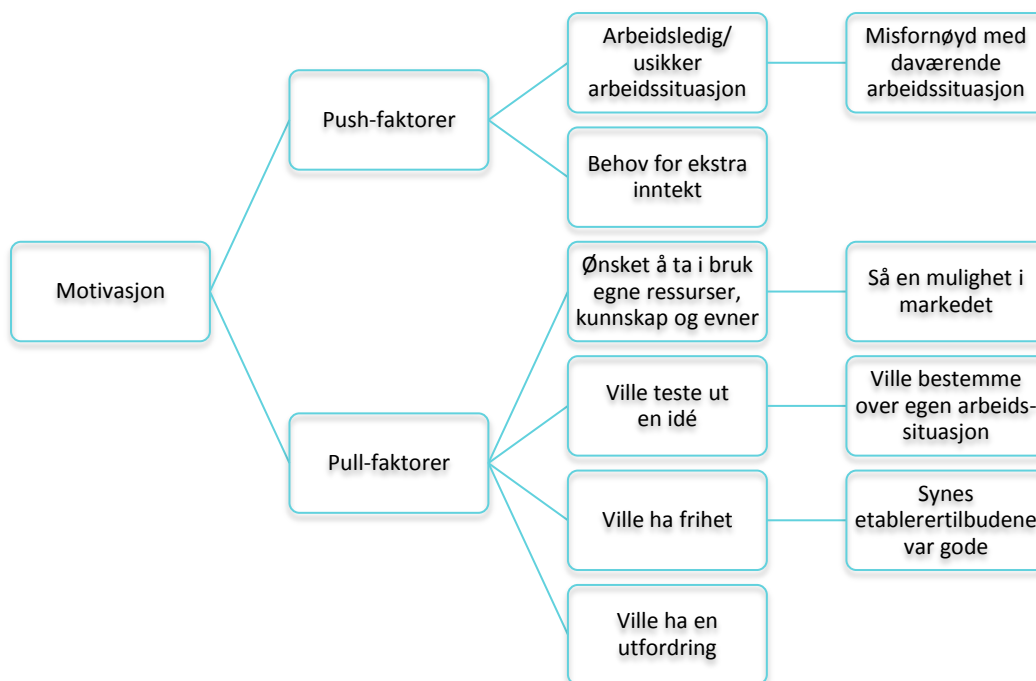 Arbeidsledig/
usikker
arbeidssituasjon
Misfornøyd med
daværende
arbeidssituasjon
Push-faktorer
Behov for ekstra
inntekt
Motivasjon
Ønsket å ta i bruk
egne ressurser,
kunnskap og evner
Så en mulighet i
markedet
Ville teste ut
en idé
Ville bestemme
over egen arbeids-
situasjon
Pull-faktorer
Ville ha frihet
Synes
etablerertilbudene
var gode
Ville ha en
utfordring